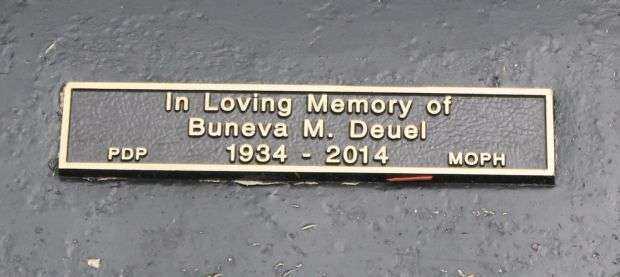 In Loving Memory of
Buneva M. Deuel
PDP 1934 - 2014 MOPH